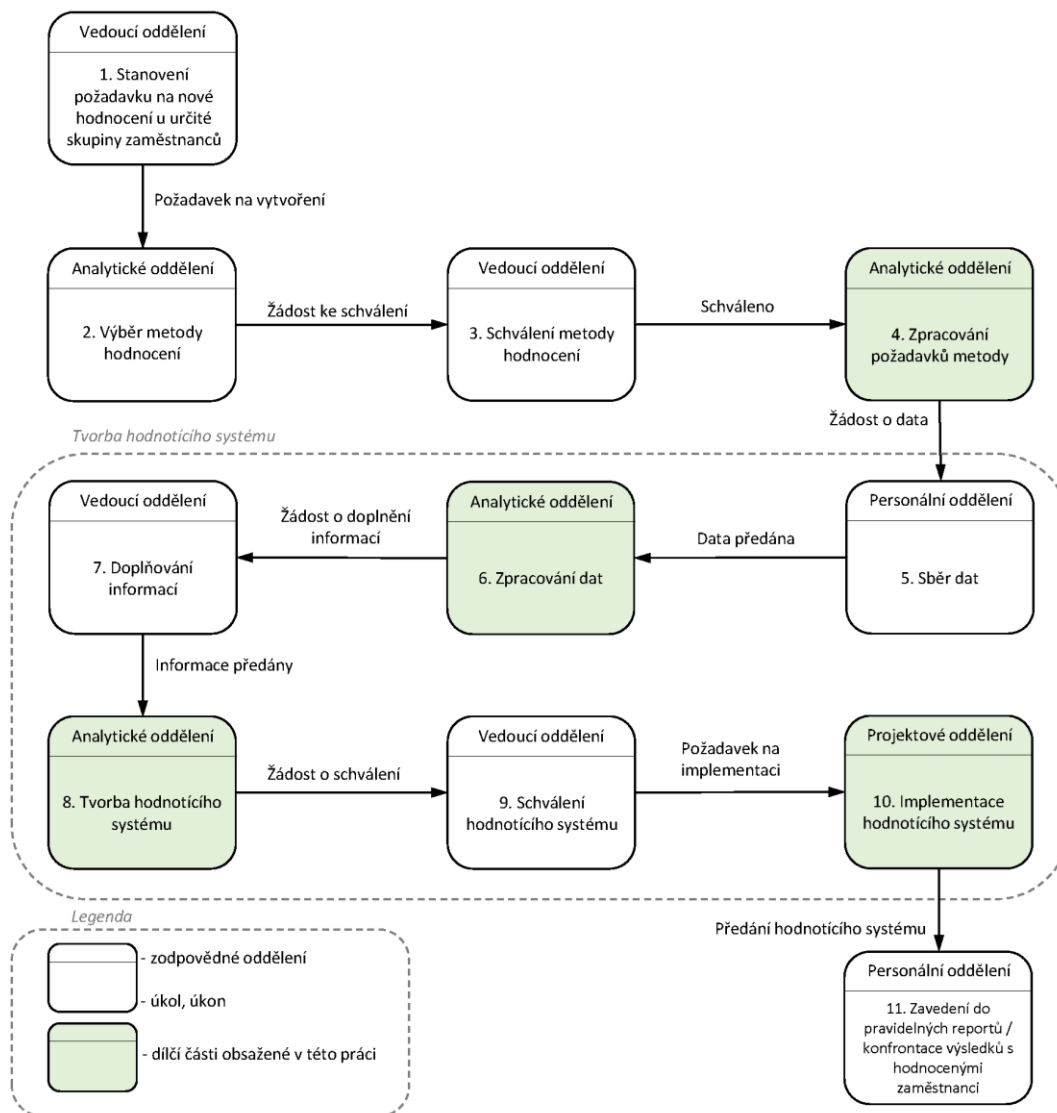 Vedoucí oddělení
1. Stanovení
požadavku na nové
hodnocení u určité
skupiny zaměstnanců
Požadavek na vytvoření
Analytické oddělení
2. Výběr metody
hodnocení
Žádost ke schválení
Vedoucí oddělení
3. Schválení metody
hodnocení
Schváleno
Analytické oddělení
4. Zpracování
požadavků metody
Žádost o data
Tvorba hodnotícího systému
Personální oddělení
5. Sběr dat
Data předána
Analytické oddělení
6. Zpracování dat
Žádost o doplnění
informací
Vedoucí oddělení
7. Doplňování
informací
Informace předány
Analytické oddělení
8. Tvorba hodnotícího
systému
Žádost o schválení
Vedoucí oddělení
9. Schválení
hodnotícího systému
Požadavek na
implementaci
Projektové oddělení
10. Implementace
hodnotícího systému
Předání hodnotícího systému
Personální oddělení
11. Zavedení do
pravidelných reportů /
konfrontace výsledků s
hodnocenými
zaměstnanci
Legenda
- zodpovědné oddělení
- úkol, úkon
- dílčí části obsažené v této práci